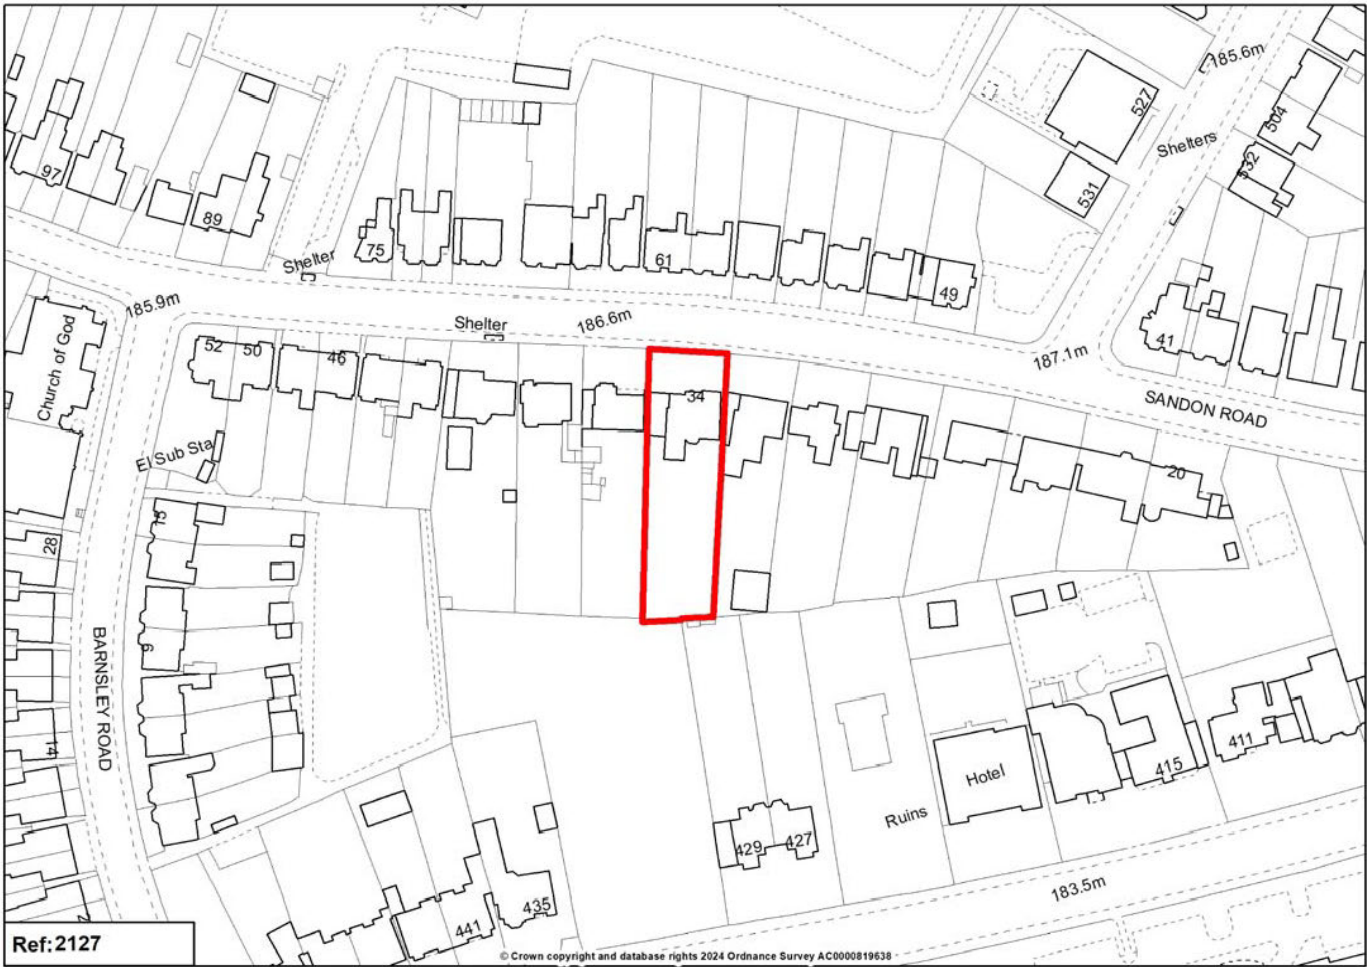 185.6m
527
504
Shelters
532
97
531
89
75
Shelter
61
49
185.9m
Shelter
186.6m
41
187.1m
52
50
46
34
SANDON ROAD
Church of God
El Sub Sta
20
15
28
9
BARNSLEY ROAD
14
411
415
Hotel
Ruins
429
427
183.5m
435
441
Ref:2127
© Crown copyright and database rights 2024 Ordnance Survey AC0000819638